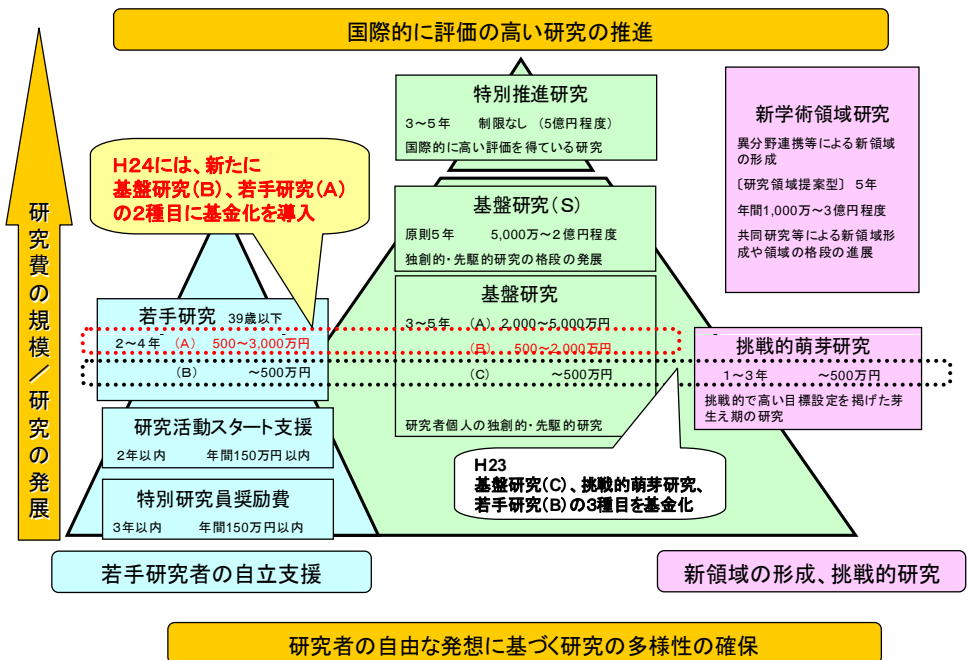 国際的に評価の高い研究の推進
研究費の規模／研究の発展
特別推進研究
3～5年　制限なし　（5億円程度）
国際的に高い評価を得ている研究
新学術領域研究
異分野連携等による新領域
の形成
〔研究領域提案型〕　5年
年間1,000万～3億円程度
共同研究等による新領域形
成や領域の格段の進展
H24には、新たに
基盤研究（B）、若手研究（A）
の2種目に基金化を導入
基盤研究（S）
原則5年　5,000万～2億円程度
独創的・先駆的研究の格段の発展
基盤研究
3～5年　（A） 2,000～5,000万円
（B）　500～2,000万円
（C）　～500万円
研究者個人の独創的・先駆的研究
若手研究　39歳以下
2～4年　（A）　500～3,000万円
（B）　～500万円
挑戦的萌芽研究
1～3年　～500万円
挑戦的で高い目標設定を掲げた芽
生え期の研究
研究活動スタート支援
2年以内　年間150万円以内
H23
基盤研究（C）、挑戦的萌芽研究、
若手研究（B）の3種目を基金化
特別研究員奨励費
3年以内　年間150万円以内
若手研究者の自立支援
新領域の形成、挑戦的研究
研究者の自由な発想に基づく研究の多様性の確保